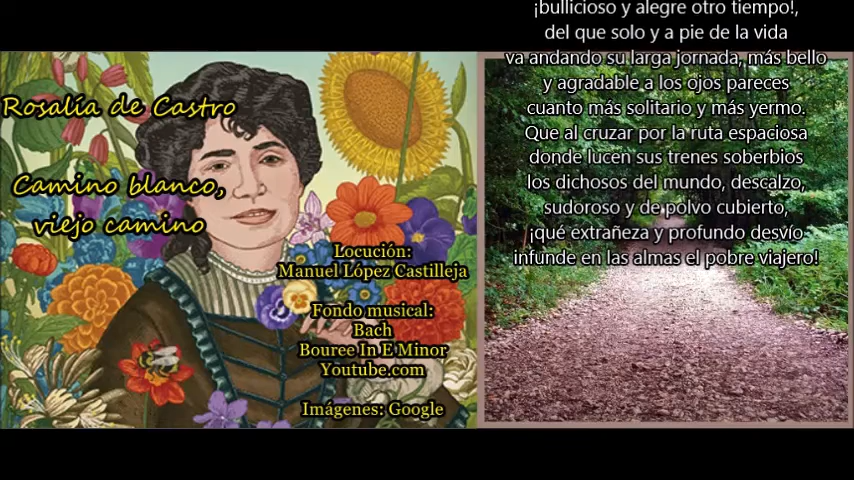 Rosalía de Castro
Camino blanco,
viejo camino
Locución:
Manuel López Castilleja
Fondo musical:
Bach
Bouree In E Minor
Youtube.com
Imágenes: Google
¡bullicioso y alegre otro tiempo!,
del que solo y a pie de la vida
va andando su larga jornada, más bello
y agradable a los ojos pareces
cuanto más solitario y más yermo.
Que al cruzar por la ruta espaciosa
donde lucen sus trenes soberbios
los dichosos del mundo, descalzo,
sudoroso y de polvo cubierto,
¡qué extrañeza y profundo desvío
infunde en las almas el pobre viajero!